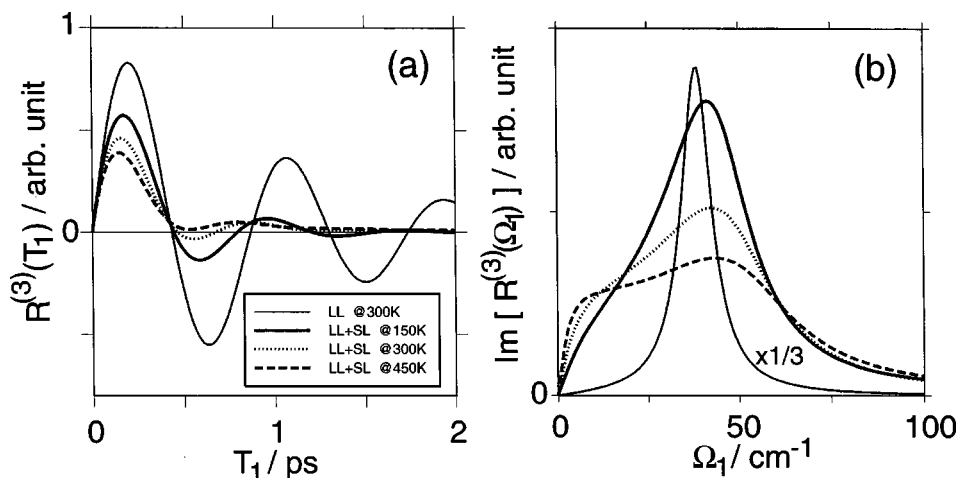 1
(a)
R(3)(T1) / arb. unit
0
LL @300K
LL+SL @150K
LL+SL @300K
LL+SL @450K
0 1 2
T1 / ps
(b)
Im [ R(3)(Ω1) ] / arb. unit
x1/3
0
0 50 100
Ω1/ cm-1